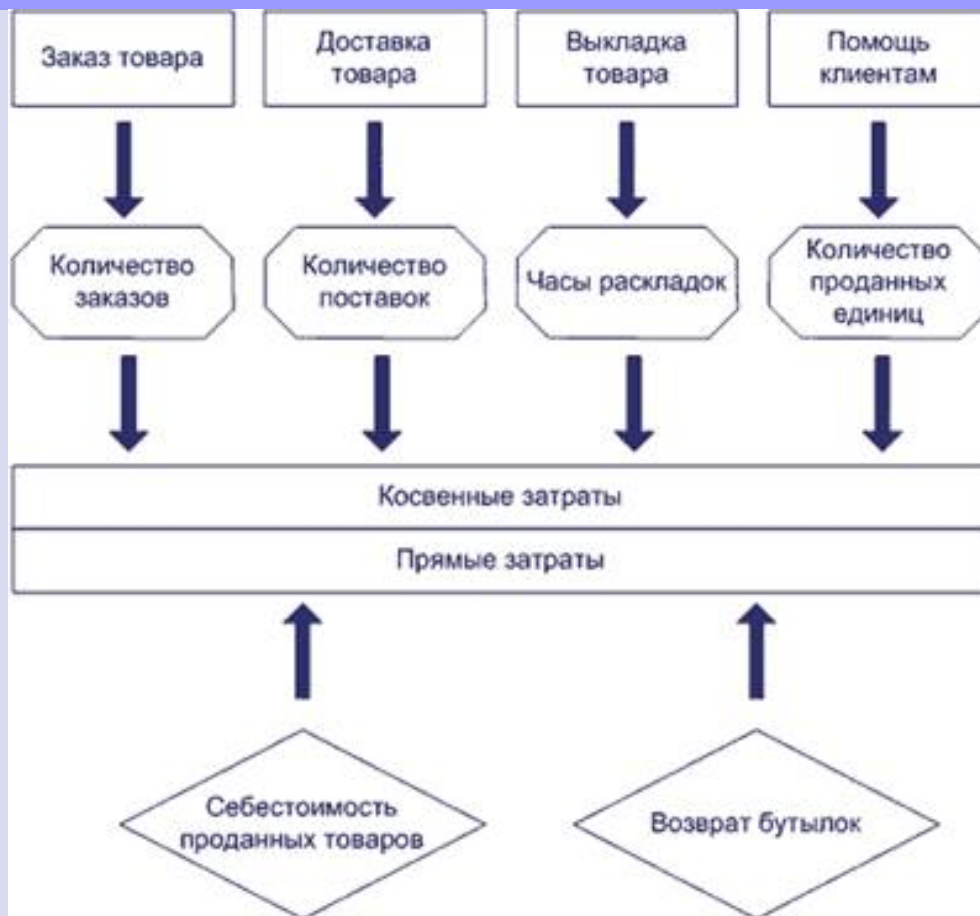 Заказ товара
Доставка
товара
Выкладка
товара
Помощь
клиентам
Количество
заказов
Количество
поставок
Часы раскладок
Количество
проданных
единиц
Косвенные затраты
Прямые затраты
Себестоимость
проданных товаров
Возврат бутылок